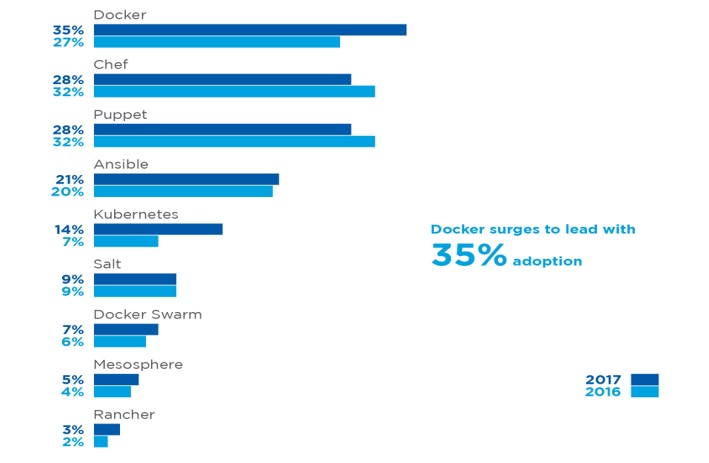 Docker
35%
27%
Chef
28%
32%
Puppet
28%
32%
Ansible
21%
20%
Kubernetes
14%
7%
Docker surges to lead with
35% adoption
Salt
9%
9%
Docker Swarm
7%
6%
Mesosphere
5%
4%
2017
2016
Rancher
3%
2%